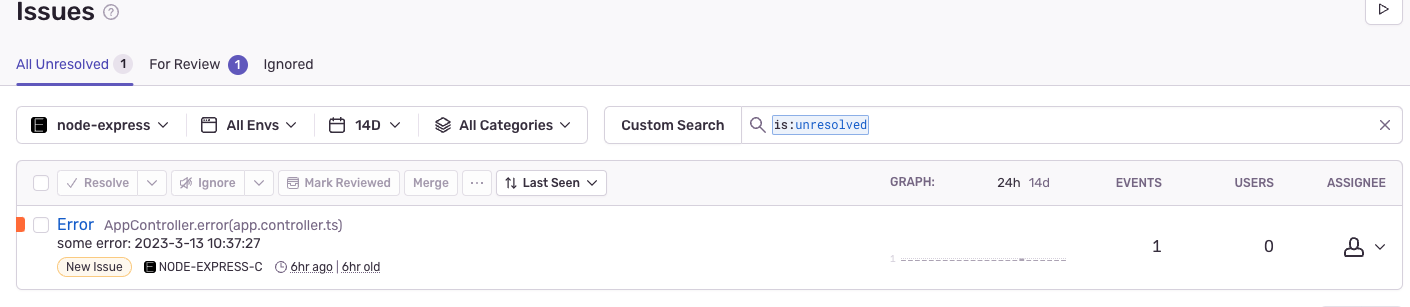 Issues ?
All Unresolved 1 For Review 1 Ignored
node-express All Envs 14D All Categories Custom Search is:unresolved
Resolve Ignore Mark Reviewed Merge ... Last Seen GRAPH: 24h 14d EVENTS USERS ASSIGNEE
Error AppController.error(app.controller.ts)
some error: 2023-3-13 10:37:27
1 1 0
New Issue NODE-EXPRESS-C 6hr ago | 6hr old